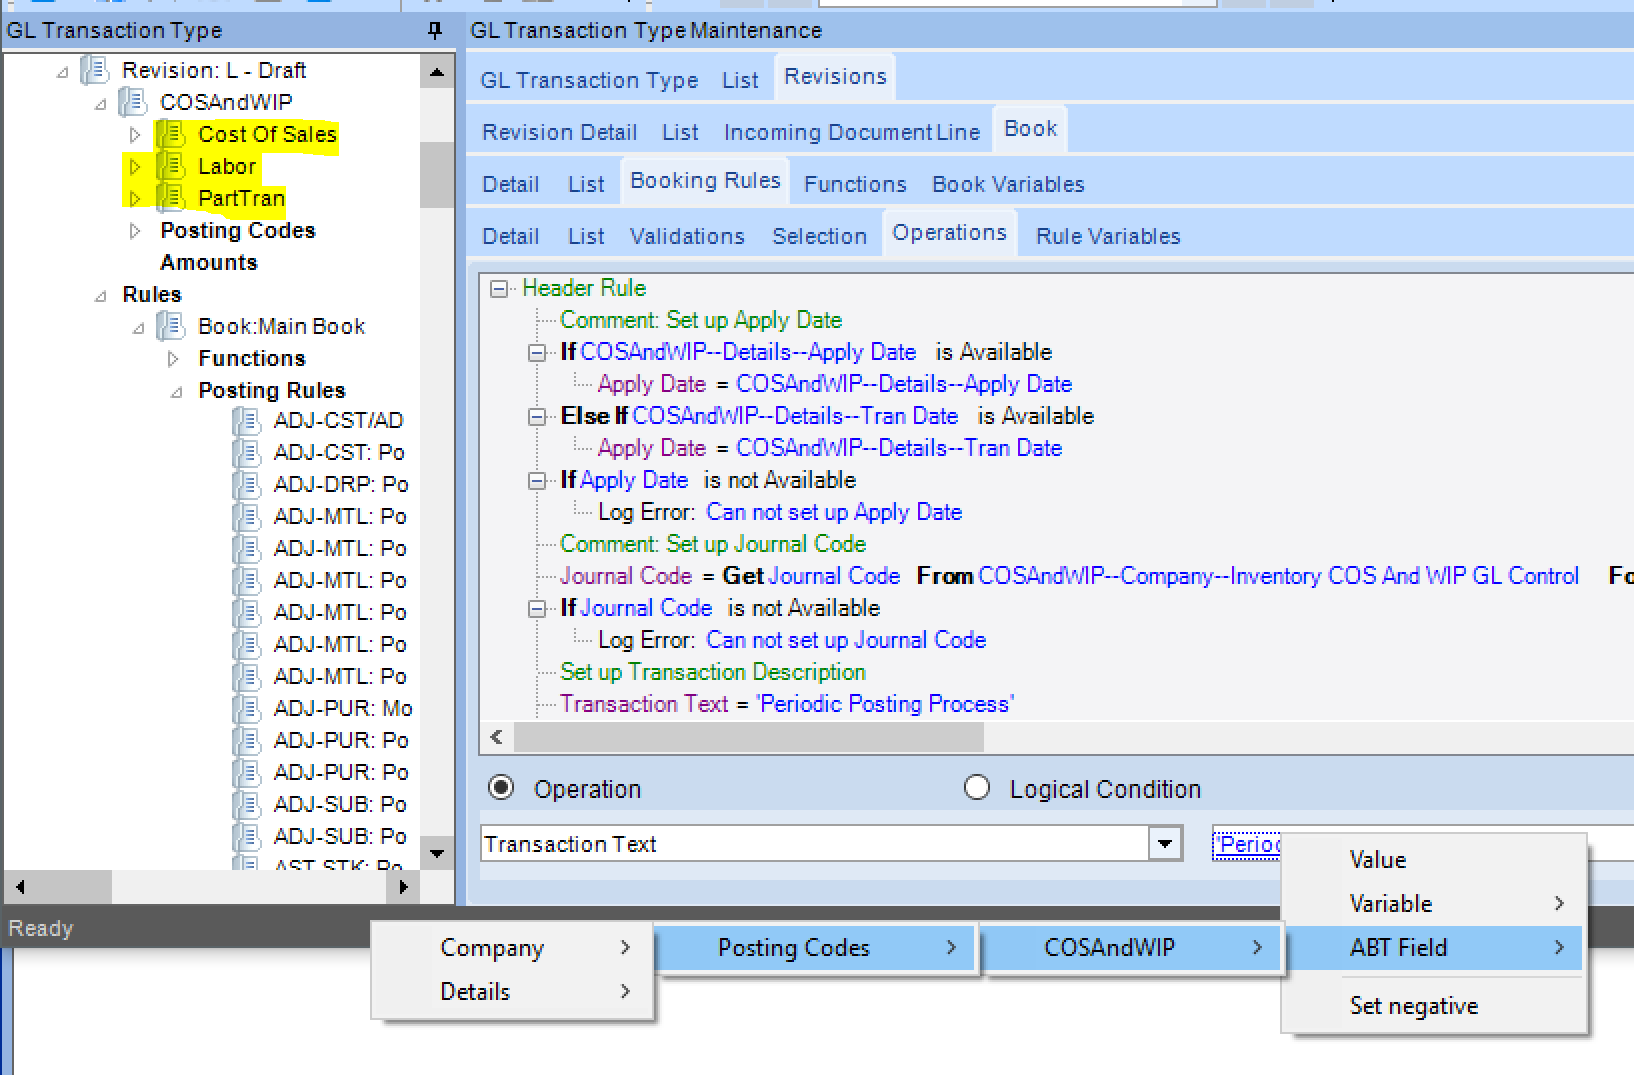 GL Transaction Type
Revision: L - Draft
COSAndWIP
Cost Of Sales
Labor
PartTran
Posting Codes
Amounts
Rules
Book:Main Book
Functions
Posting Rules
ADJ-CST/AD
ADJ-CST: Po
ADJ-DRP: Po
ADJ-MTL: Po
ADJ-MTL: Po
ADJ-MTL: Po
ADJ-MTL: Po
ADJ-MTL: Po
ADJ-MTL: Po
ADJ-PUR: Mo
ADJ-PUR: Po
ADJ-PUR: Po
ADJ-SUB: Po
ADJ-SUB: Po
AST-STK: Po
Ready
GL Transaction Type Maintenance
GL Transaction Type List Revisions
Revision Detail List Incoming Document Line Book
Detail List Booking Rules Functions Book Variables
Detail List Validations Selection Operations Rule Variables
Header Rule
Comment: Set up Apply Date
If COSAndWIP--Details--Apply Date is Available
Apply Date = COSAndWIP--Details--Apply Date
Else If COSAndWIP--Details--Tran Date is Available
Apply Date = COSAndWIP--Details--Tran Date
If Apply Date is not Available
Log Error: Can not set up Apply Date
Comment: Set up Journal Code
Journal Code = Get Journal Code From COSAndWIP--Company--Inventory COS And WIP GL Control Fo
If Journal Code is not Available
Log Error: Can not set up Journal Code
Set up Transaction Description
Transaction Text = 'Periodic Posting Process'
Operation Logical Condition
Transaction Text 'Perioc
Value
Variable
ABT Field
Set negative
COSAndWIP
Posting Codes
Company
Details